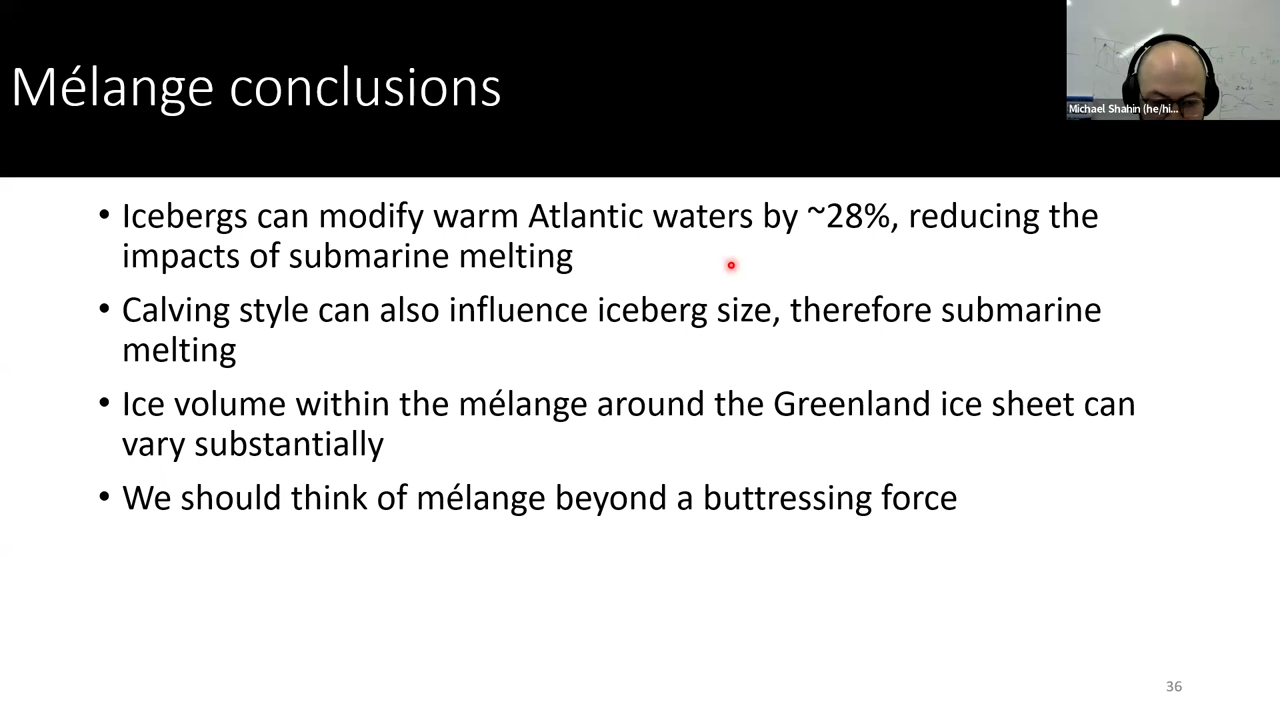 Mélange conclusions
Michael Shahin (he/hi...
• Icebergs can modify warm Atlantic waters by ~28%, reducing the
impacts of submarine melting
• Calving style can also influence iceberg size, therefore submarine
melting
• Ice volume within the mélange around the Greenland ice sheet can
vary substantially
• We should think of mélange beyond a buttressing force
36